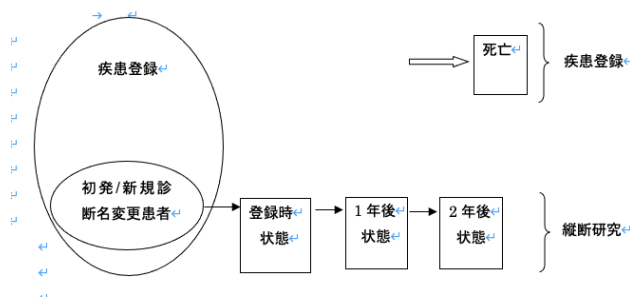 疾患登録
死亡
疾患登録
初発/新規診
断名変更患者
登録時
状態
1年後
状態
2年後
状態
縦断研究